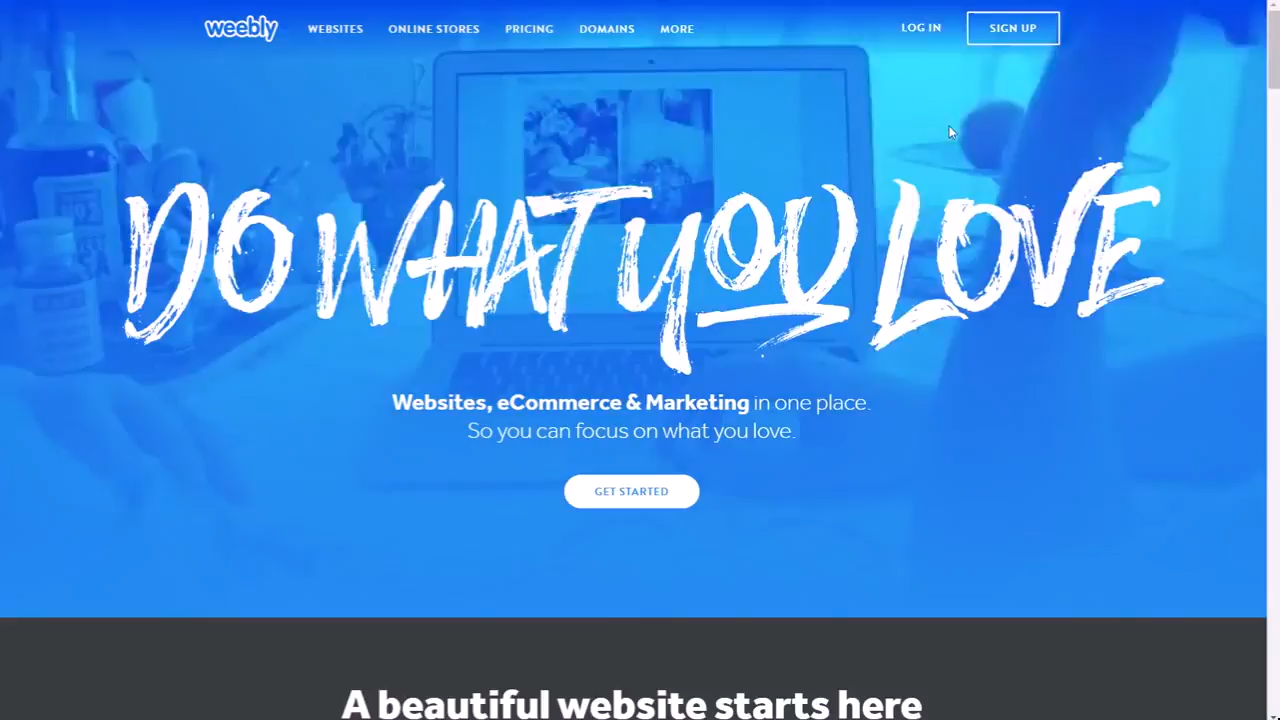 weebly WEBSITES ONLINE STORES PRICING DOMAINS MORE LOG IN SIGN UP
DO WHAT YOU LOVE
Websites, eCommerce & Marketing in one place.
So you can focus on what you love.
GET STARTED
A beautiful website starts here